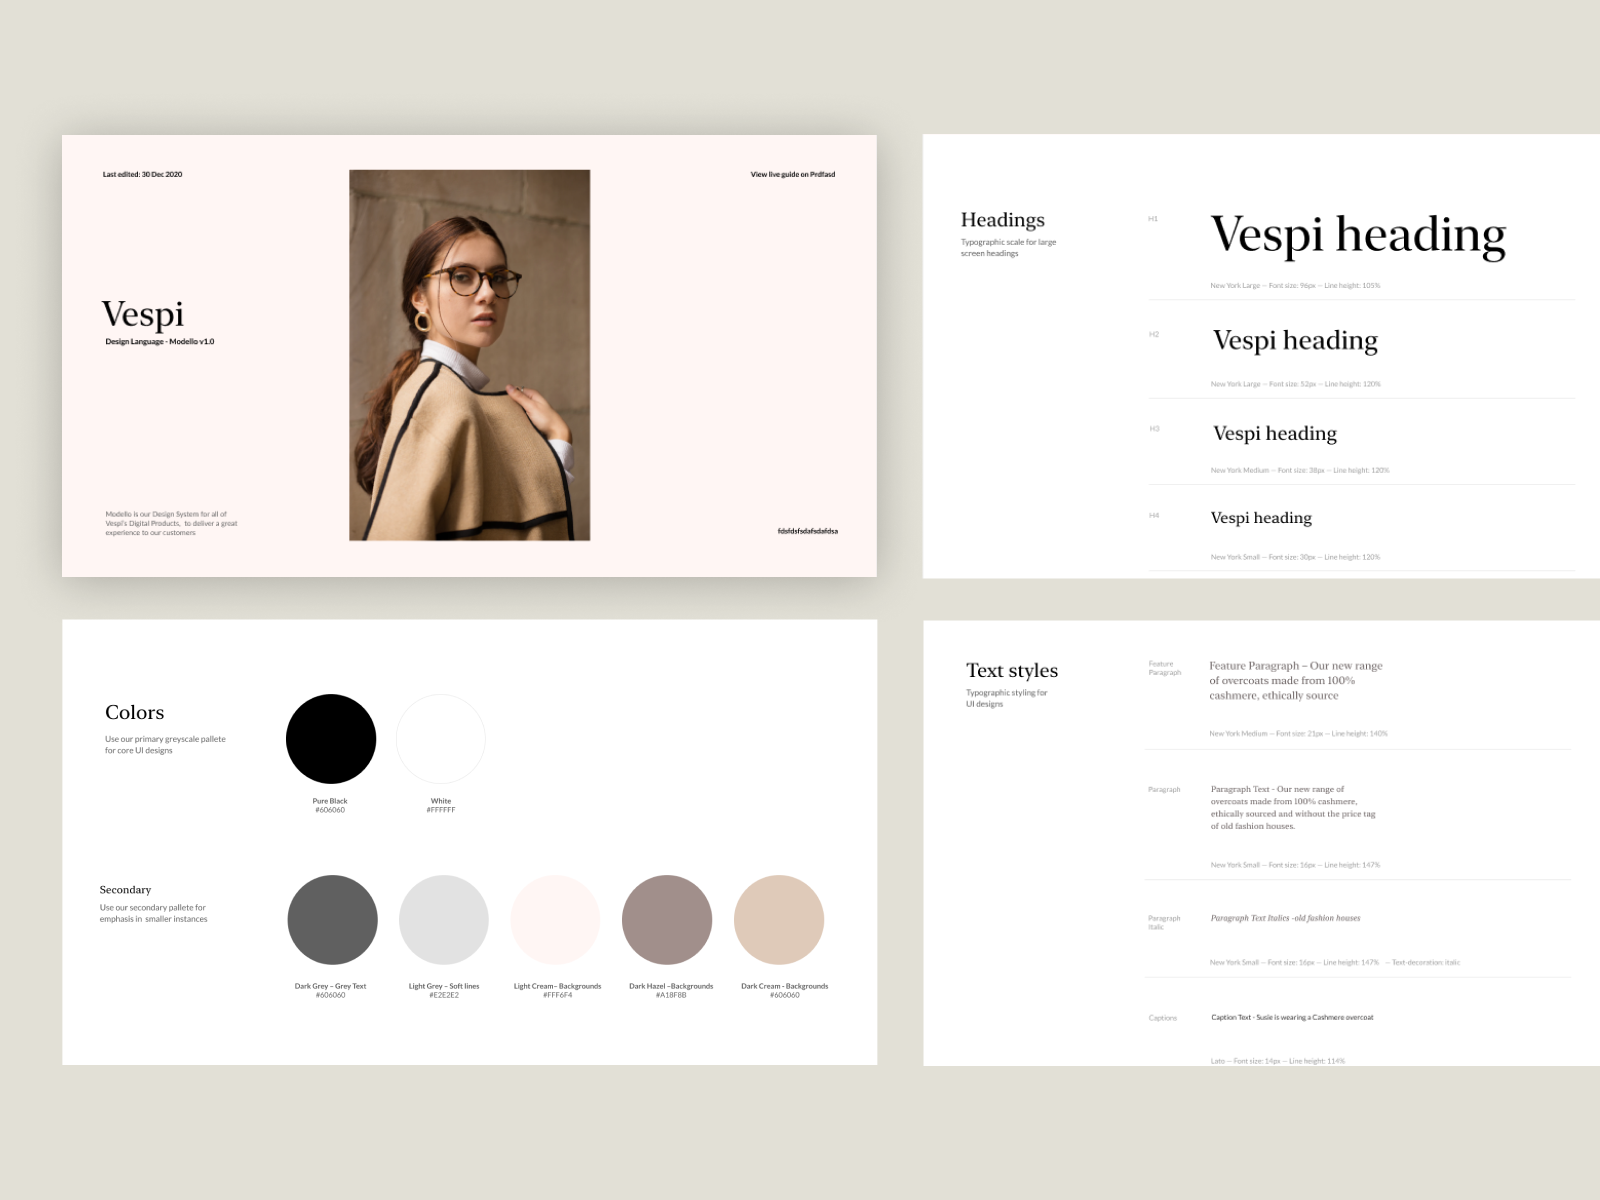 Last edited: 30 Dec 2020
View live guide on Prdfasd
Vespi
Design Language - Modello v1.0
Modello is our Design System for all of
Vespi's Digital Products, to deliver a great
experience to our customers
fdsfdsfsdafsdafdsa
Headings
Typographic scale for large
screen headings
H1
Vespi heading
New York Large — Font size: 96px — Line height: 105%
H2
Vespi heading
New York Large — Font size: 52px — Line height: 120%
H3
Vespi heading
New York Medium — Font size: 38px — Line height: 120%
H4
Vespi heading
New York Small — Font size: 30px — Line height: 120%
Colors
Use our primary greyscale pallete
for core UI designs
Pure Black
#606060
White
#FFFFFF
Secondary
Use our secondary pallete for
emphasis in smaller instances
Dark Grey – Grey Text
#606060
Light Grey – Soft lines
#E2E2E2
Light Cream– Backgrounds
#FFF6F4
Dark Hazel –Backgrounds
#A18F8B
Dark Cream - Backgrounds
#606060
Text styles
Typographic styling for
UI designs
Feature
Paragraph
Feature Paragraph – Our new range
of overcoats made from 100%
cashmere, ethically source
New York Medium — Font size: 21px — Line height: 140%
Paragraph
Paragraph Text - Our new range of
overcoats made from 100% cashmere,
ethically sourced and without the price tag
of old fashion houses.
New York Small — Font size: 16px — Line height: 147%
Paragraph
Italic
Paragraph Text Italics -old fashion houses
New York Small — Font size: 16px — Line height: 147% — Text-decoration: italic
Captions
Caption Text - Susie is wearing a Cashmere overcoat
Lato — Font size: 14px — Line height: 114%